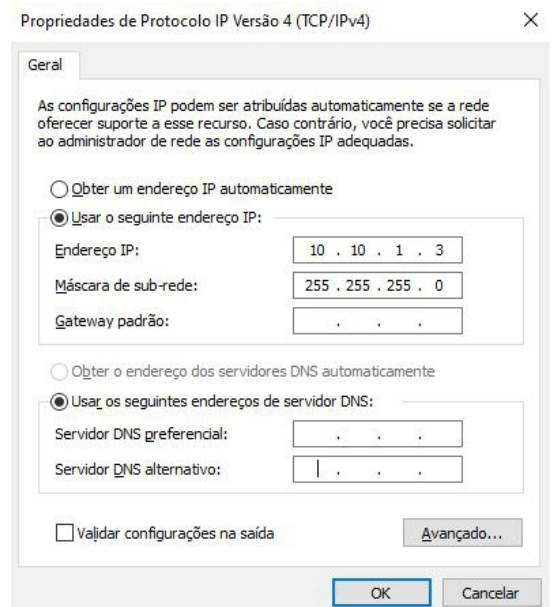 Propriedades de Protocolo IP Versão 4 (TCP/IPv4)
Geral
As configurações IP podem ser atribuídas automaticamente se a rede
oferecer suporte a esse recurso. Caso contrário, você precisa solicitar
ao administrador de rede as configurações IP adequadas.
Obter um endereço IP automaticamente
Usar o seguinte endereço IP:
Endereço IP: 10 . 10 . 1 . 3
Máscara de sub-rede: 255 . 255 . 255 . 0
Gateway padrão: . . .
Obter o endereço dos servidores DNS automaticamente
Usar os seguintes endereços de servidor DNS:
Servidor DNS preferencial: . . .
Servidor DNS alternativo: . . .
Validar configurações na saída Avançado...
OK Cancelar